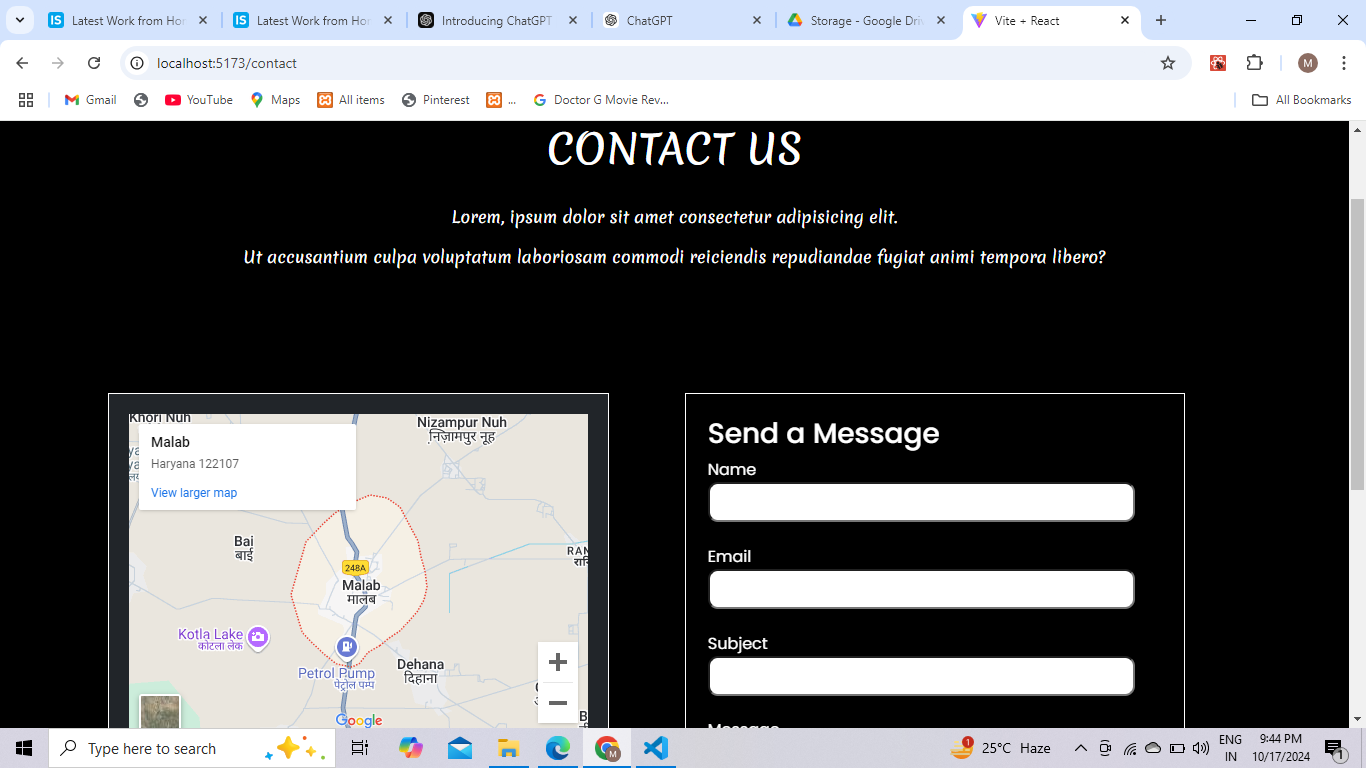 Latest Work from Hor
Latest Work from Hor
Introducing ChatGPT
ChatGPT
Storage - Google Driv
Vite + React
localhost:5173/contact
M
Gmail
YouTube
Maps
All items
Pinterest
...
Doctor G Movie Rev...
All Bookmarks
CONTACT US
Lorem, ipsum dolor sit amet consectetur adipisicing elit.
Ut accusantium culpa voluptatum laboriosam commodi reiciendis repudiandae fugiat animi tempora libero?
Khori Nuh
Malab
Haryana 122107
View larger map
Nizampur Nuh
निज़ामपुर नूह
Bai
बाई
RAN
248A
Malab
मालब
Kotla Lake
कोटला लेक
Petrol Pump
पेट्रोल पम्प
Dehana
दिहाना
Google
Send a Message
Name
Email
Subject
Message
Type here to search
25°C Haze
ENG
IN
9:44 PM
10/17/2024
1